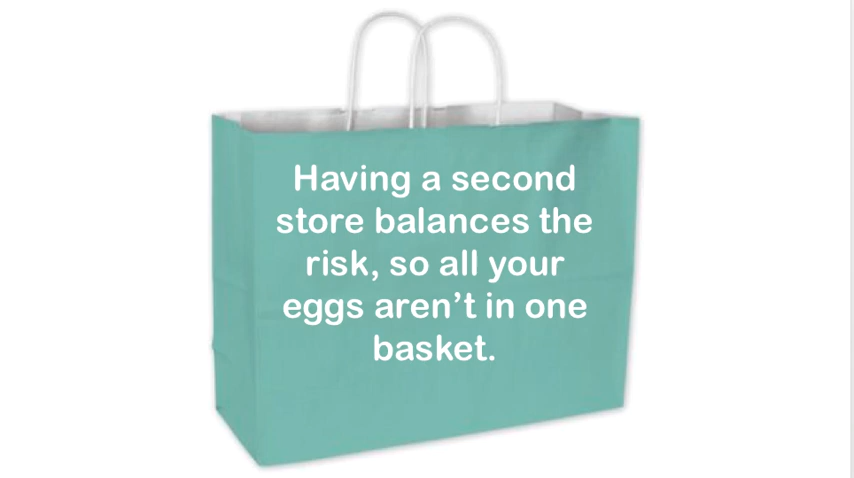 Having a second
store balances the
risk, so all your
eggs aren’t in one
basket.